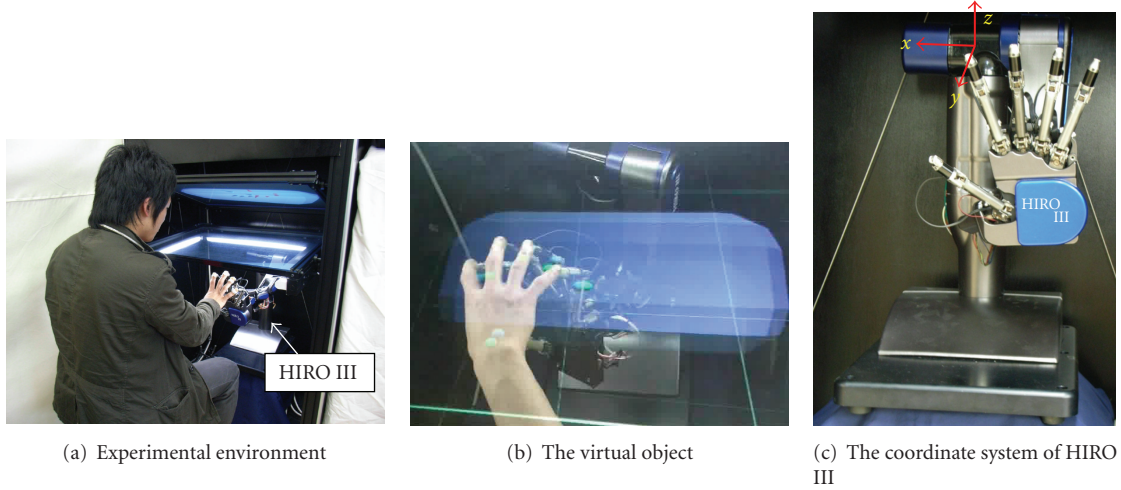 z
x
y
HIRO
III
HIRO III
(a) Experimental environment
(b) The virtual object
(c) The coordinate system of HIRO
III